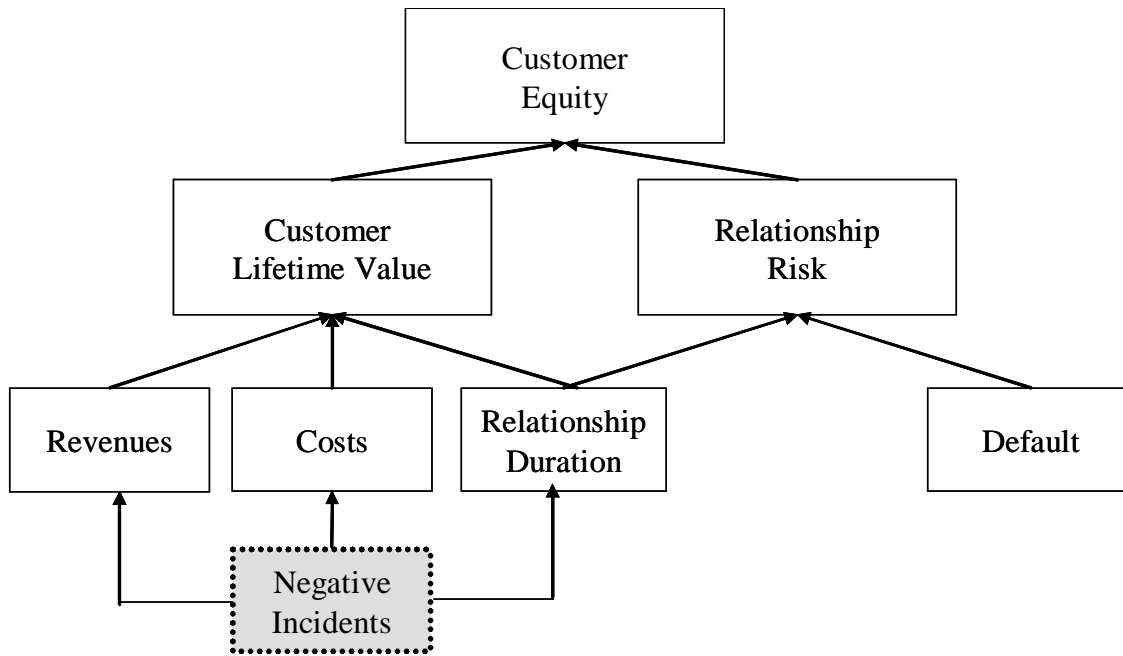 Customer
Equity
Customer
Lifetime Value
Relationship
Risk
Revenues
Costs
Relationship
Duration
Default
Negative
Incidents